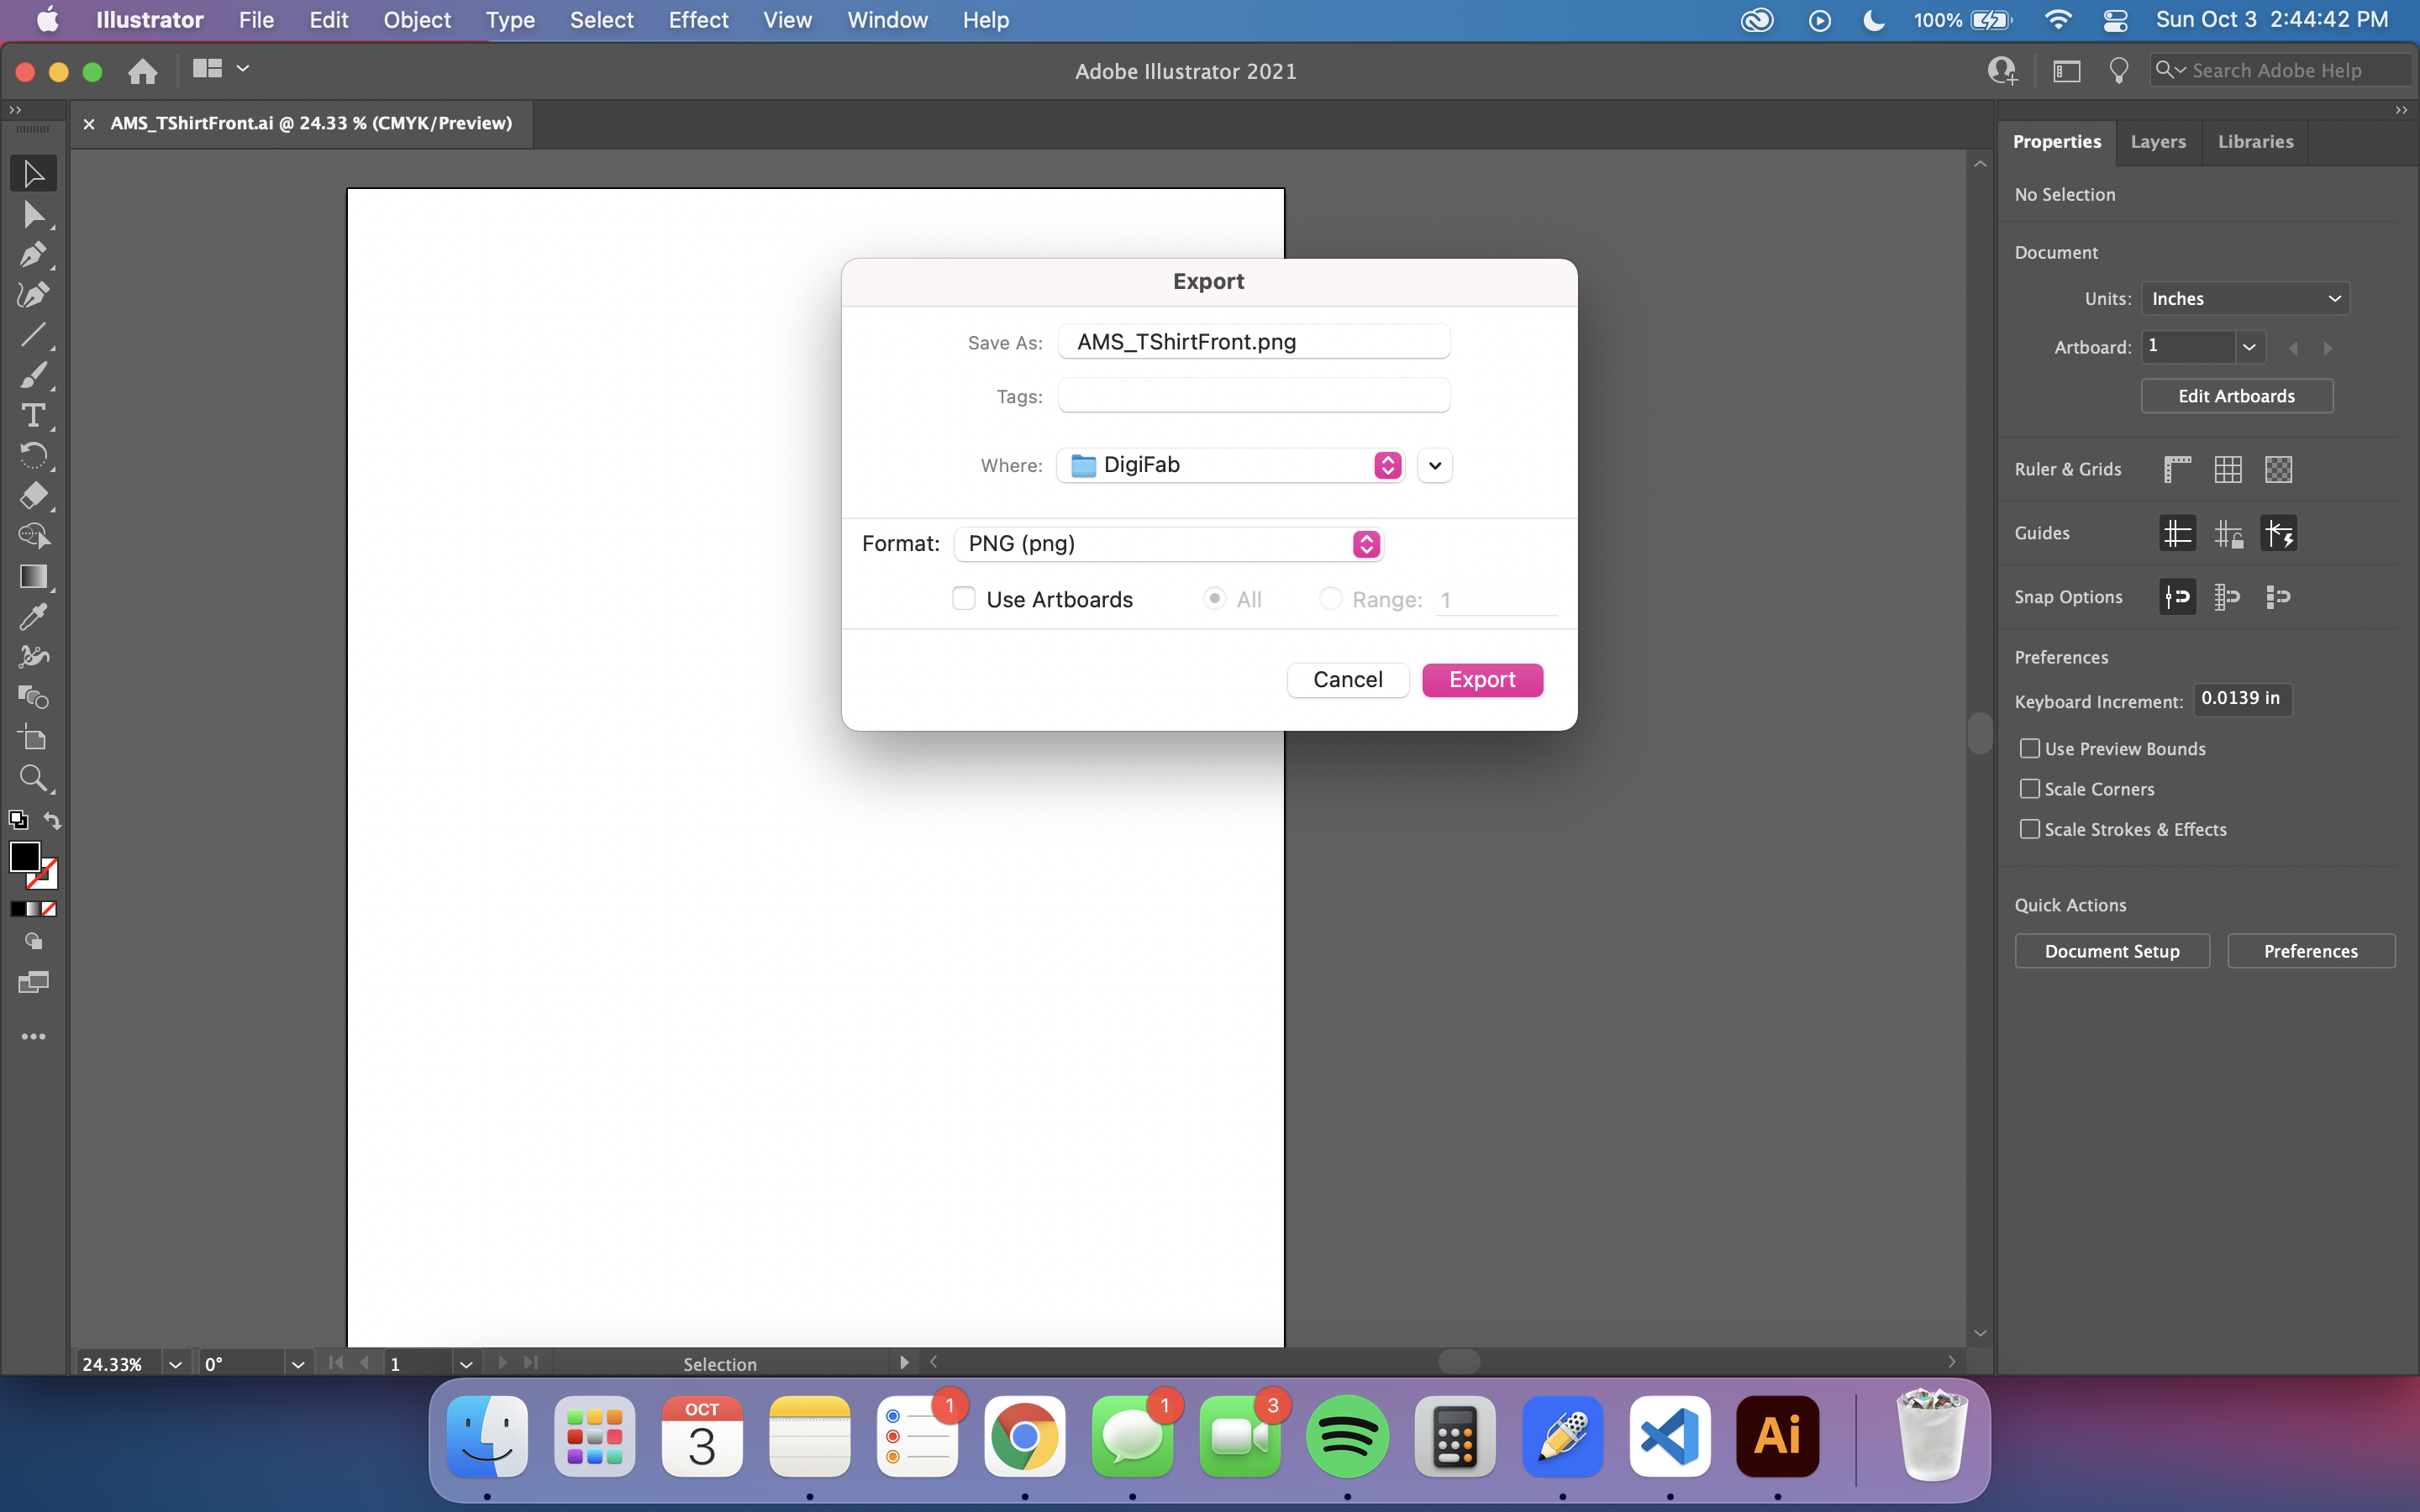 Illustrator File Edit Object Type Select Effect View Window Help 100% Sun Oct 3 2:44:42 PM
Adobe Illustrator 2021 Search Adobe Help
× AMS_TShirtFront.ai @ 24.33 % (CMYK/Preview)
Properties Layers Libraries
No Selection
Document
Units: Inches
Artboard: 1
Edit Artboards
Ruler & Grids
Guides
Snap Options
Preferences
Keyboard Increment: 0.0139 in
Use Preview Bounds
Scale Corners
Scale Strokes & Effects
Quick Actions
Document Setup Preferences
Export
Save As: AMS_TShirtFront.png
Tags:
Where: DigiFab
Format: PNG (png)
Use Artboards All Range: 1
Cancel Export
24.33% 0° 1 Selection
OCT
3
1
1
3
Ai